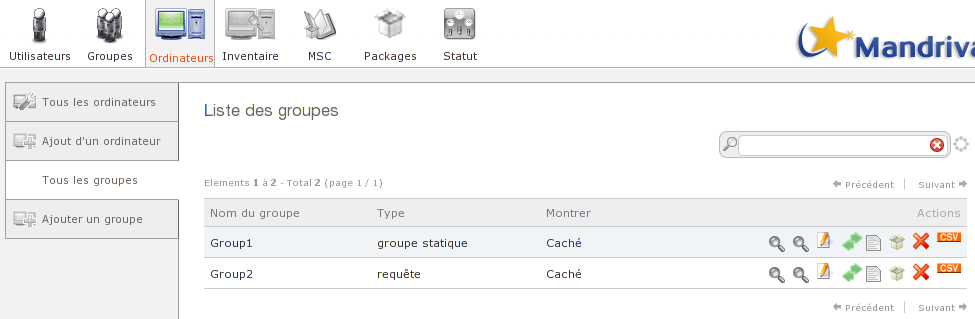 Utilisateurs Groupes Ordinateurs Inventaire MSC Packages Statut
Mandriva
Tous les ordinateurs
Ajout d'un ordinateur
Tous les groupes
Ajouter un groupe
Liste des groupes
Elements 1 à 2 - Total 2 (page 1 / 1)
Précédent | Suivant
Nom du groupe Type Montrer Actions
Group1 groupe statique Caché CSV
Group2 requête Caché CSV
Précédent | Suivant